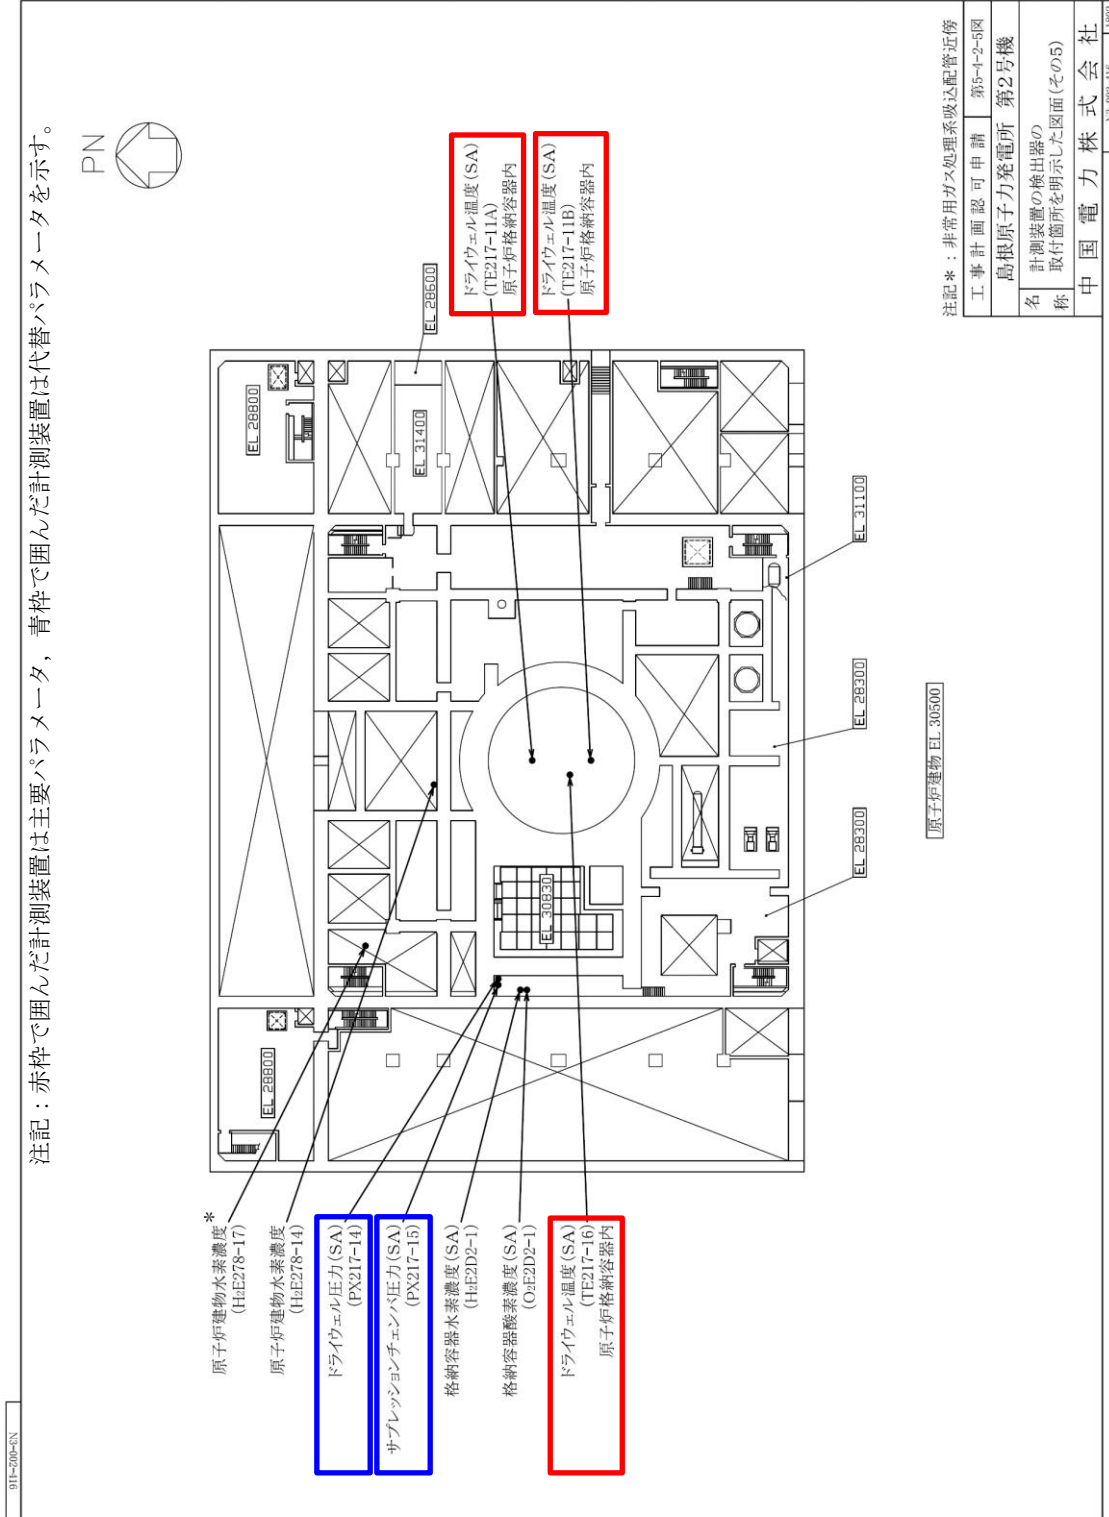 注記：赤枠で囲んだ計測装置は主要パラメータ，青枠で囲んだ計測装置は代替パラメータを示す。
PN
原子炉建物水素濃度＊
(H2E278-17)
原子炉建物水素濃度
(H2E278-14)
ドライウェル圧力(SA)
(PX217-14)
サプレッションチェンバ圧力(SA)
(PX217-15)
格納容器水素濃度(SA)
(H2E2D2-1)
格納容器酸素濃度(SA)
(O2E2D2-1)
ドライウェル温度(SA)
(TE217-16)
原子炉格納容器内
EL 28800
EL 28800
EL 31400
EL 28600
EL 30830
ドライウェル温度(SA)
(TE217-11A)
原子炉格納容器内
ドライウェル温度(SA)
(TE217-11B)
原子炉格納容器内
EL 28300
EL 28300
EL 31100
原子炉建物 EL 30500
注記＊：非常用ガス処理系吸込配管近傍
工事計画認可申請 第5-4-2-5図
島根原子力発電所 第2号機
名称
計測装置の検出器の
取付箇所を明示した図面(その5)
中国電力株式会社
N3-002-116